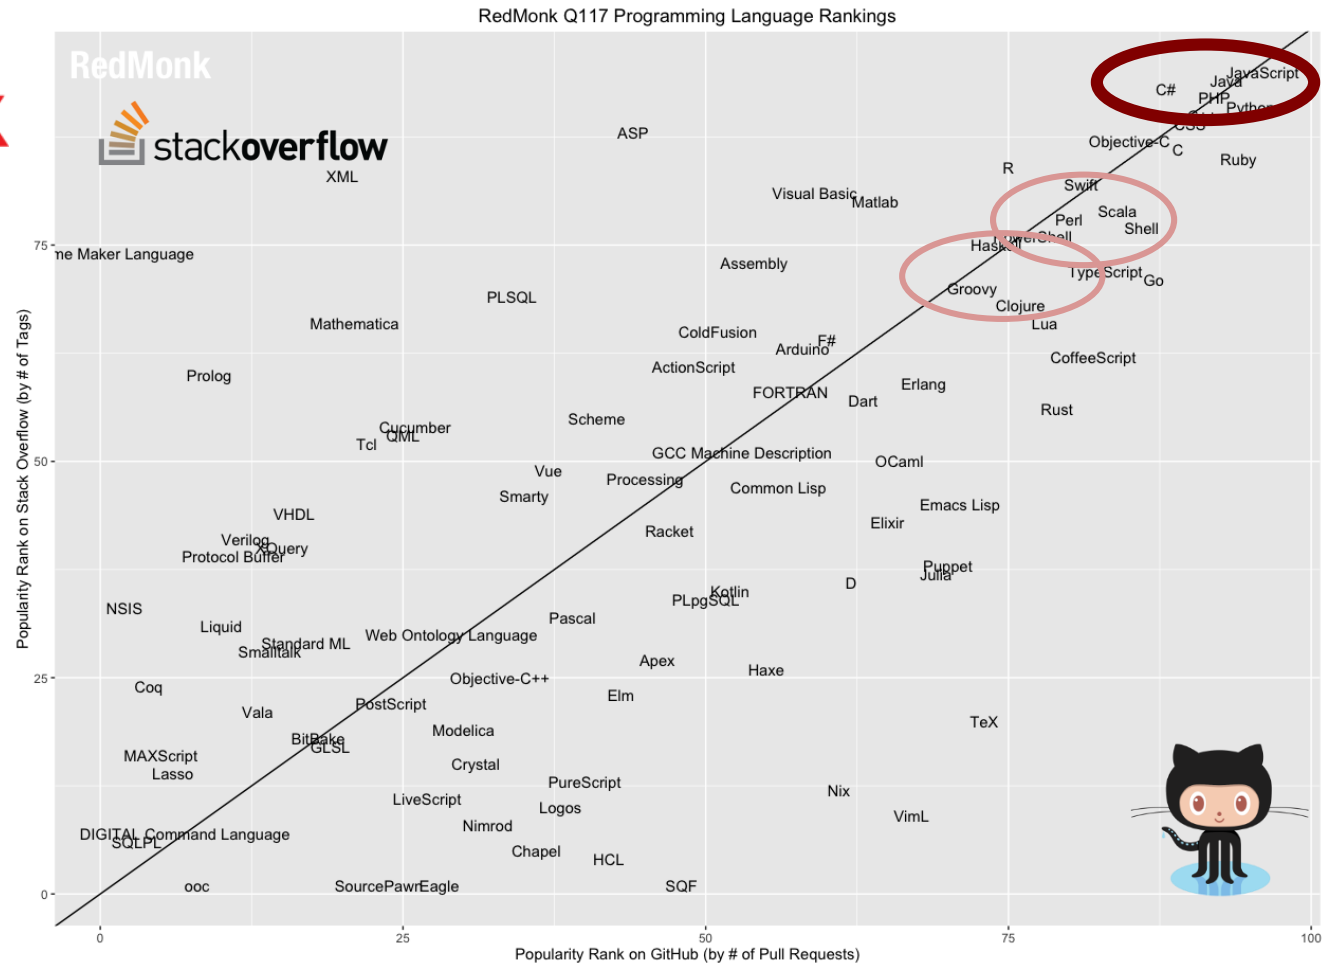 RedMonk Q117 Programming Language Rankings
RedMonk
JavaScript
Java
C#
PHP
Python
CSS
ASP
stackoverflow
Objective-C
C
Ruby
R
XML
Swift
Visual Basic
Matlab
Scala
Perl
Shell
PowerShell
Haskell
75
me Maker Language
Assembly
TypeScript
Go
Groovy
PLSQL
Clojure
Mathematica
Lua
ColdFusion
F#
Arduino
CoffeeScript
ActionScript
Prolog
Erlang
FORTRAN
Dart
Rust
Scheme
Cucumber
QML
Tcl
GCC Machine Description
50
OCaml
Vue
Processing
Common Lisp
Smarty
Emacs Lisp
VHDL
Elixir
Racket
Verilog
XQuery
Protocol Buffer
Puppet
Julia
D
Kotlin
PLpgSQL
NSIS
Pascal
Liquid
Web Ontology Language
Standard ML
Smalltalk
Apex
Haxe
25
Objective-C++
Coq
Elm
PostScript
Vala
TeX
Modelica
BitBake
GLSL
MAXScript
Crystal
Lasso
PureScript
Nix
LiveScript
Logos
VimL
Nimrod
DIGITAL Command Language
SQLPL
Chapel
HCL
ooc
SourcePawn
Eagle
SQF
0
Popularity Rank on Stack Overflow (by # of Tags)
0
25
50
75
100
Popularity Rank on GitHub (by # of Pull Requests)